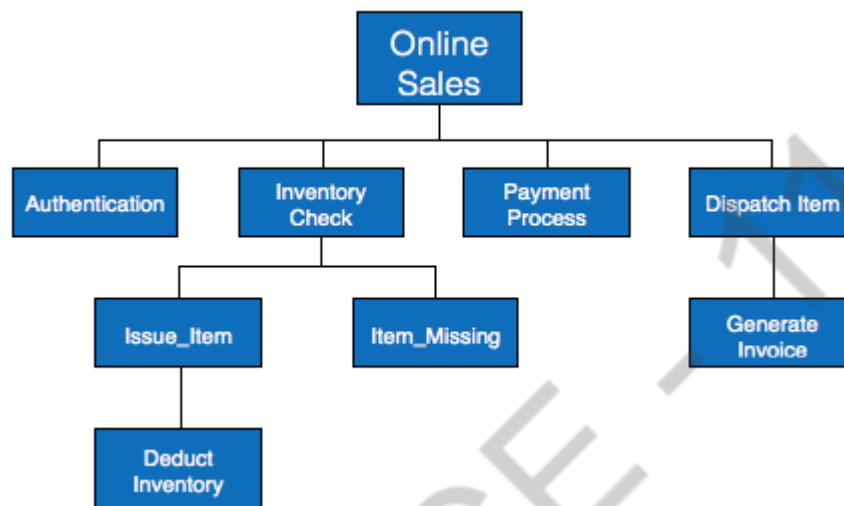 Online
Sales
Authentication
Inventory
Check
Payment
Process
Dispatch Item
Issue_Item
Item_Missing
Generate
Invoice
Deduct
Inventory